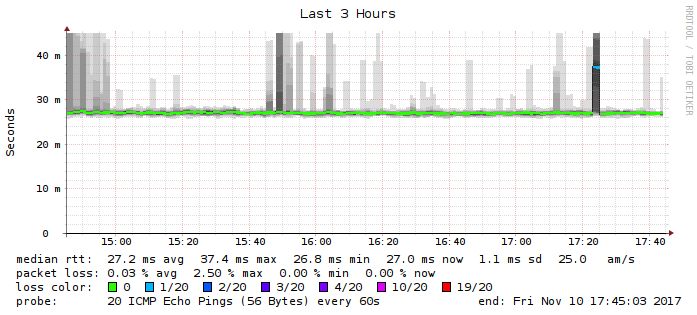 Last 3 Hours
RRDTOOL / TOBI OETIKER
Seconds
40 m
30 m
20 m
10 m
0
15:00 15:20 15:40 16:00 16:20 16:40 17:00 17:20 17:40
median rtt: 27.2 ms avg 37.4 ms max 26.8 ms min 27.0 ms now 1.1 ms sd 25.0 am/s
packet loss: 0.03 % avg 2.50 % max 0.00 % min 0.00 % now
loss color: 0 1/20 2/20 3/20 4/20 10/20 19/20
probe: 20 ICMP Echo Pings (56 Bytes) every 60s end: Fri Nov 10 17:45:03 2017